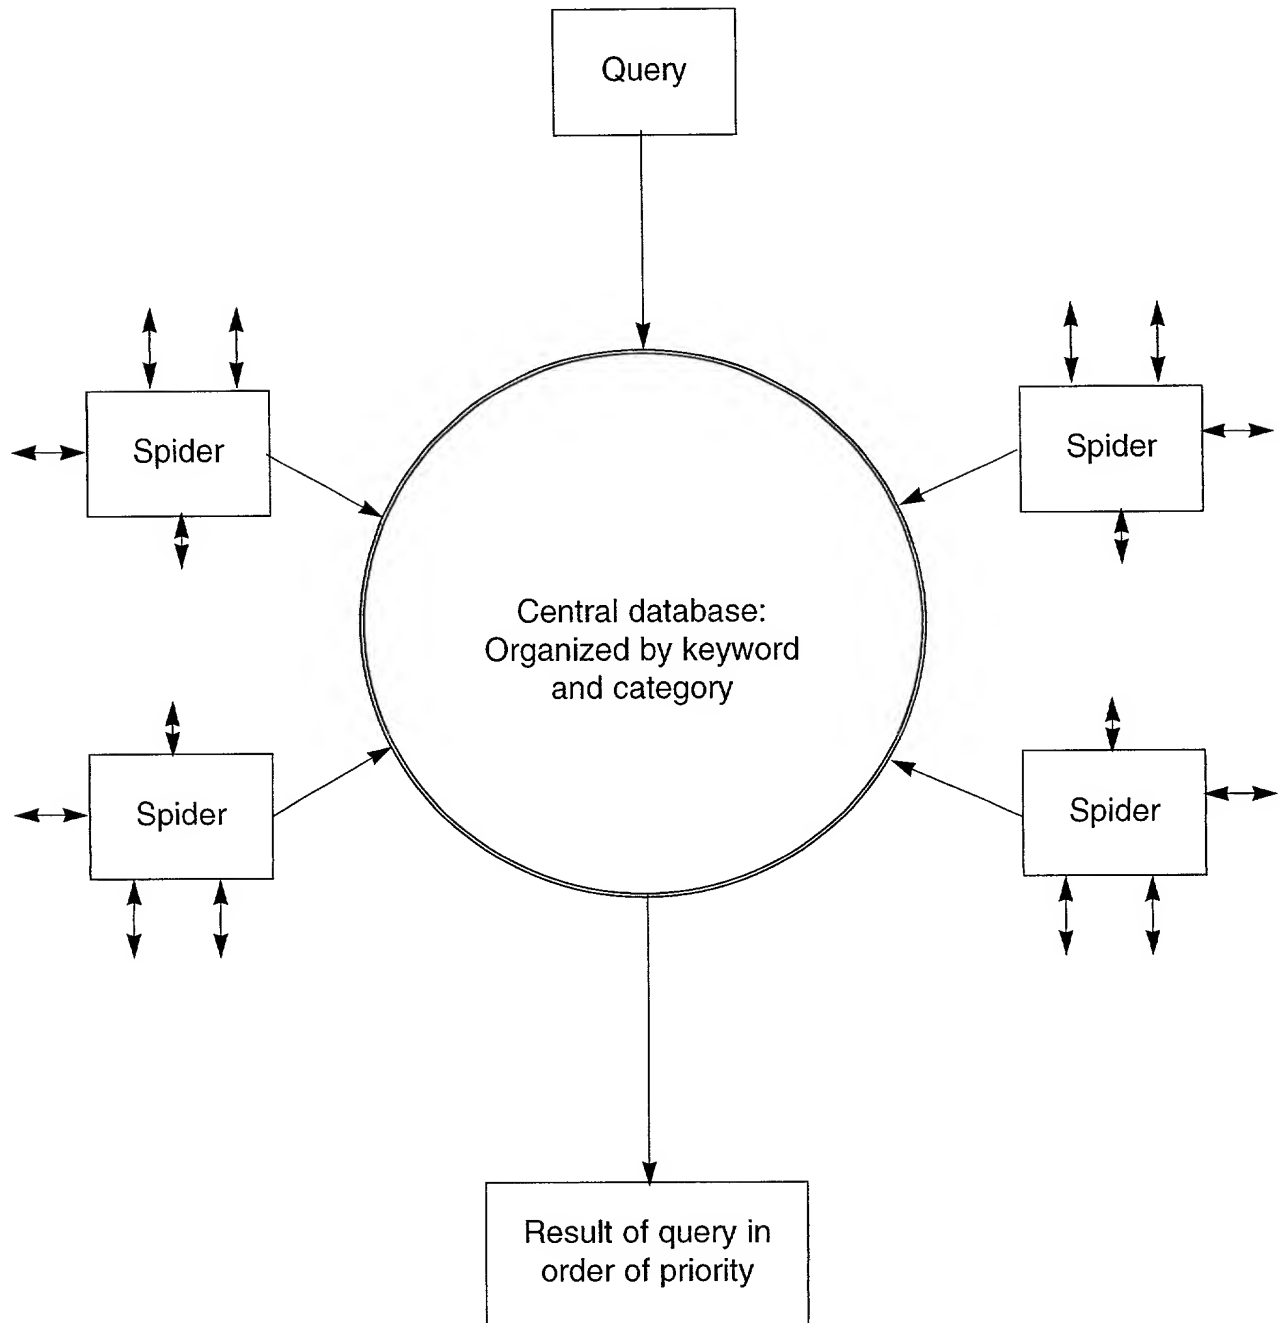 Query
Spider
Spider
Central database:
Organized by keyword
and category
Spider
Spider
Result of query in
order of priority